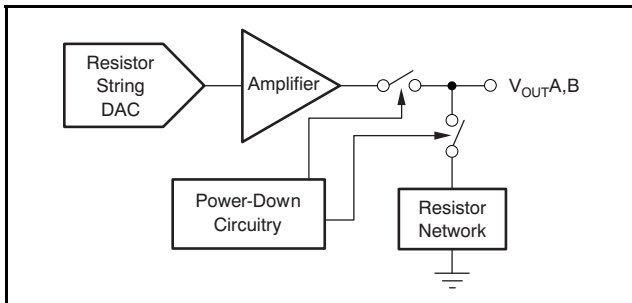 Resistor
String
DAC
Amplifier
VOUTA,B
Power-Down
Circuitry
Resistor
Network